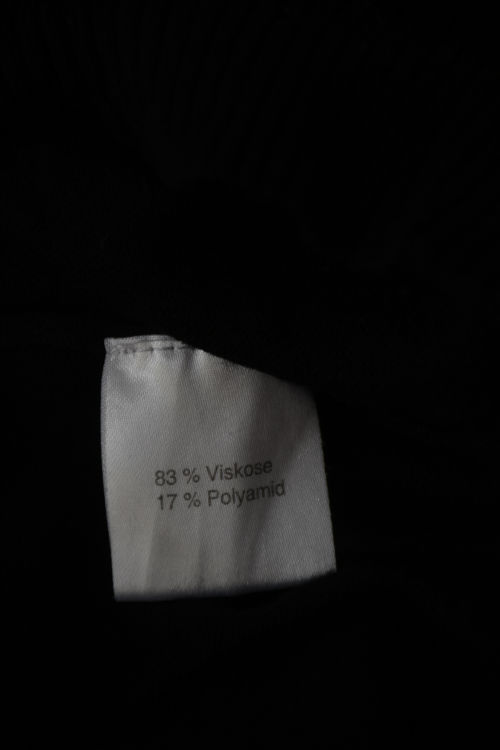 83 % Viskose
17 % Polyamid